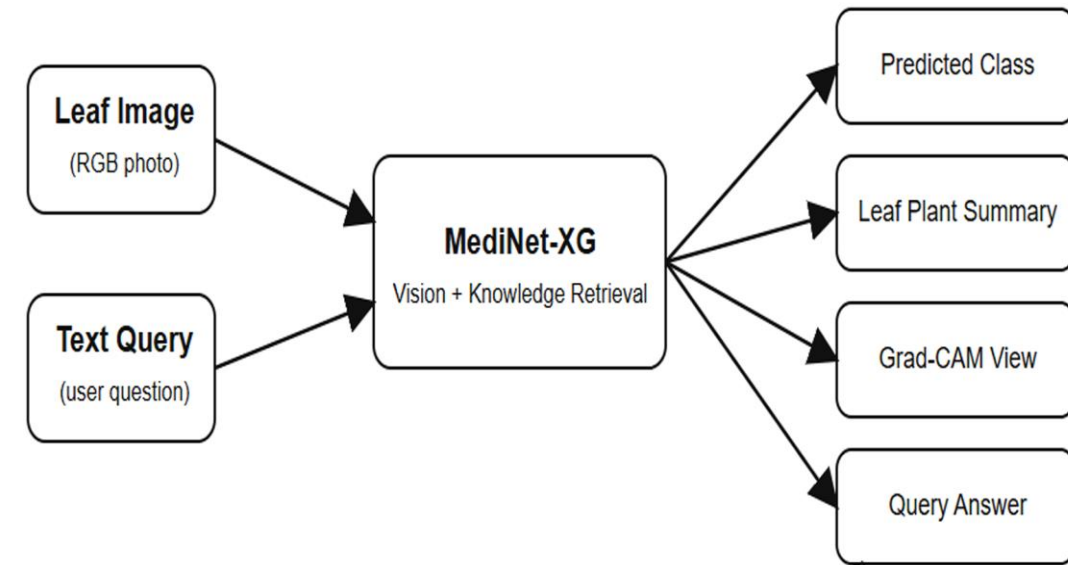 Leaf Image
(RGB photo)
Text Query
(user question)
MediNet-XG
Vision + Knowledge Retrieval
Predicted Class
Leaf Plant Summary
Grad-CAM View
Query Answer